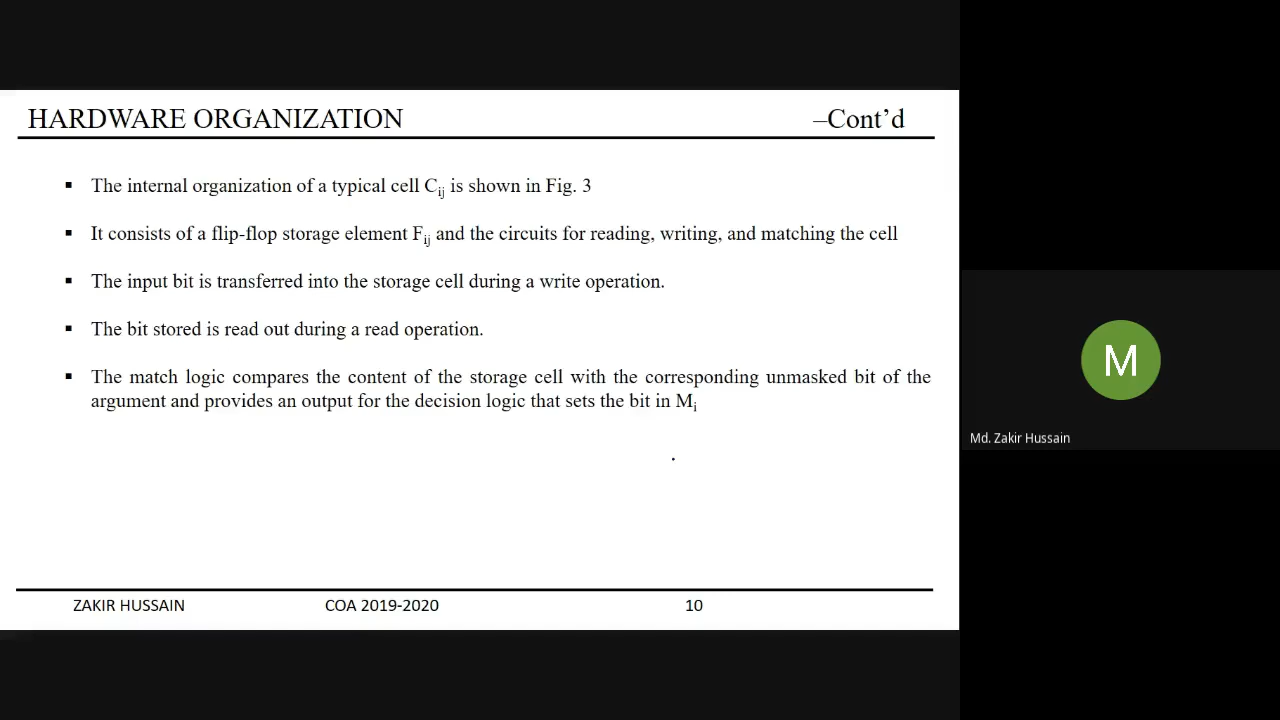 HARDWARE ORGANIZATION –Cont’d
▪ The internal organization of a typical cell Cij is shown in Fig. 3
▪ It consists of a flip-flop storage element Fij and the circuits for reading, writing, and matching the cell
▪ The input bit is transferred into the storage cell during a write operation.
▪ The bit stored is read out during a read operation.
▪ The match logic compares the content of the storage cell with the corresponding unmasked bit of the
argument and provides an output for the decision logic that sets the bit in Mi
ZAKIR HUSSAIN COA 2019-2020 10
M
Md. Zakir Hussain